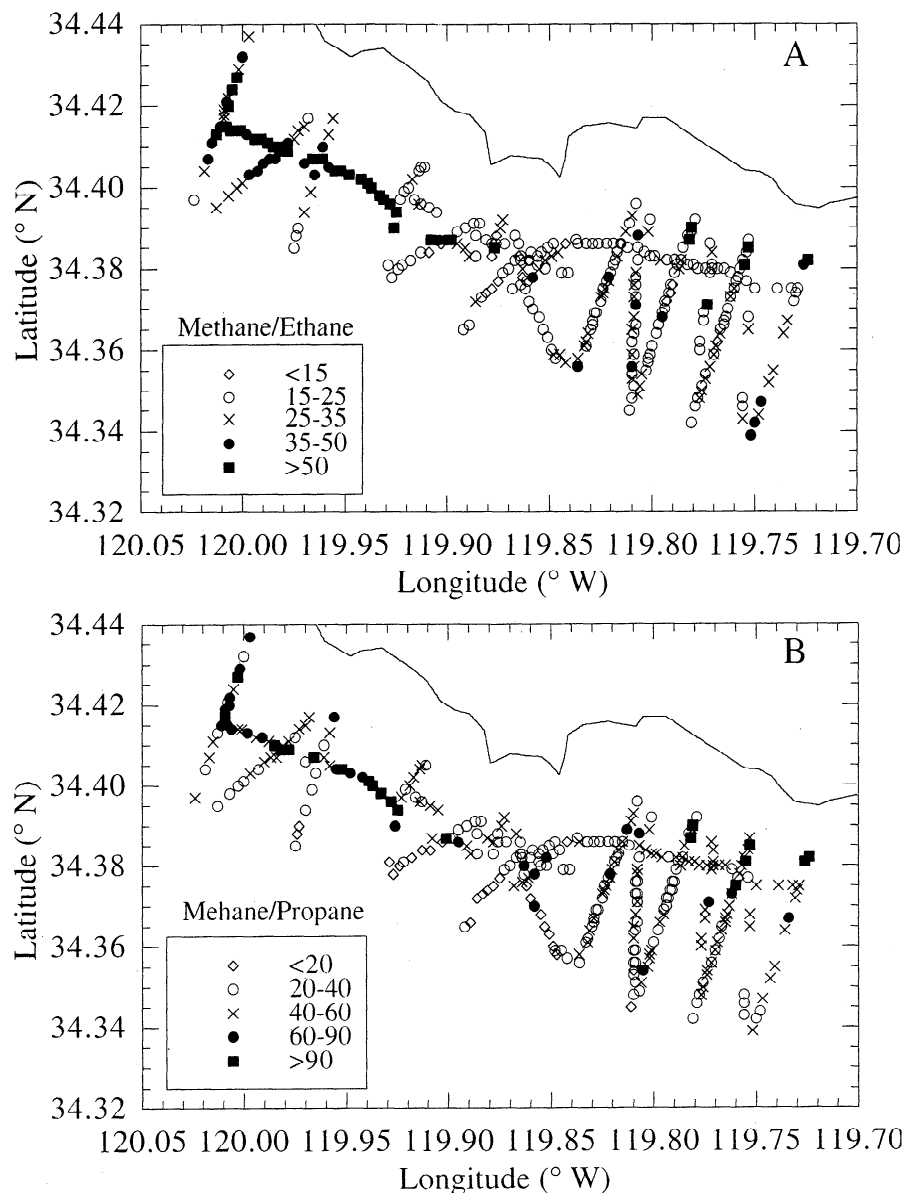 A
34.44
34.42
34.40
34.38
34.36
34.34
34.32
Latitude (° N)
Methane/Ethane
<15
15-25
25-35
35-50
>50
120.05 120.00 119.95 119.90 119.85 119.80 119.75 119.70
Longitude (° W)
B
34.44
34.42
34.40
34.38
34.36
34.34
34.32
Latitude (° N)
Mehane/Propane
<20
20-40
40-60
60-90
>90
120.05 120.00 119.95 119.90 119.85 119.80 119.75 119.70
Longitude (° W)